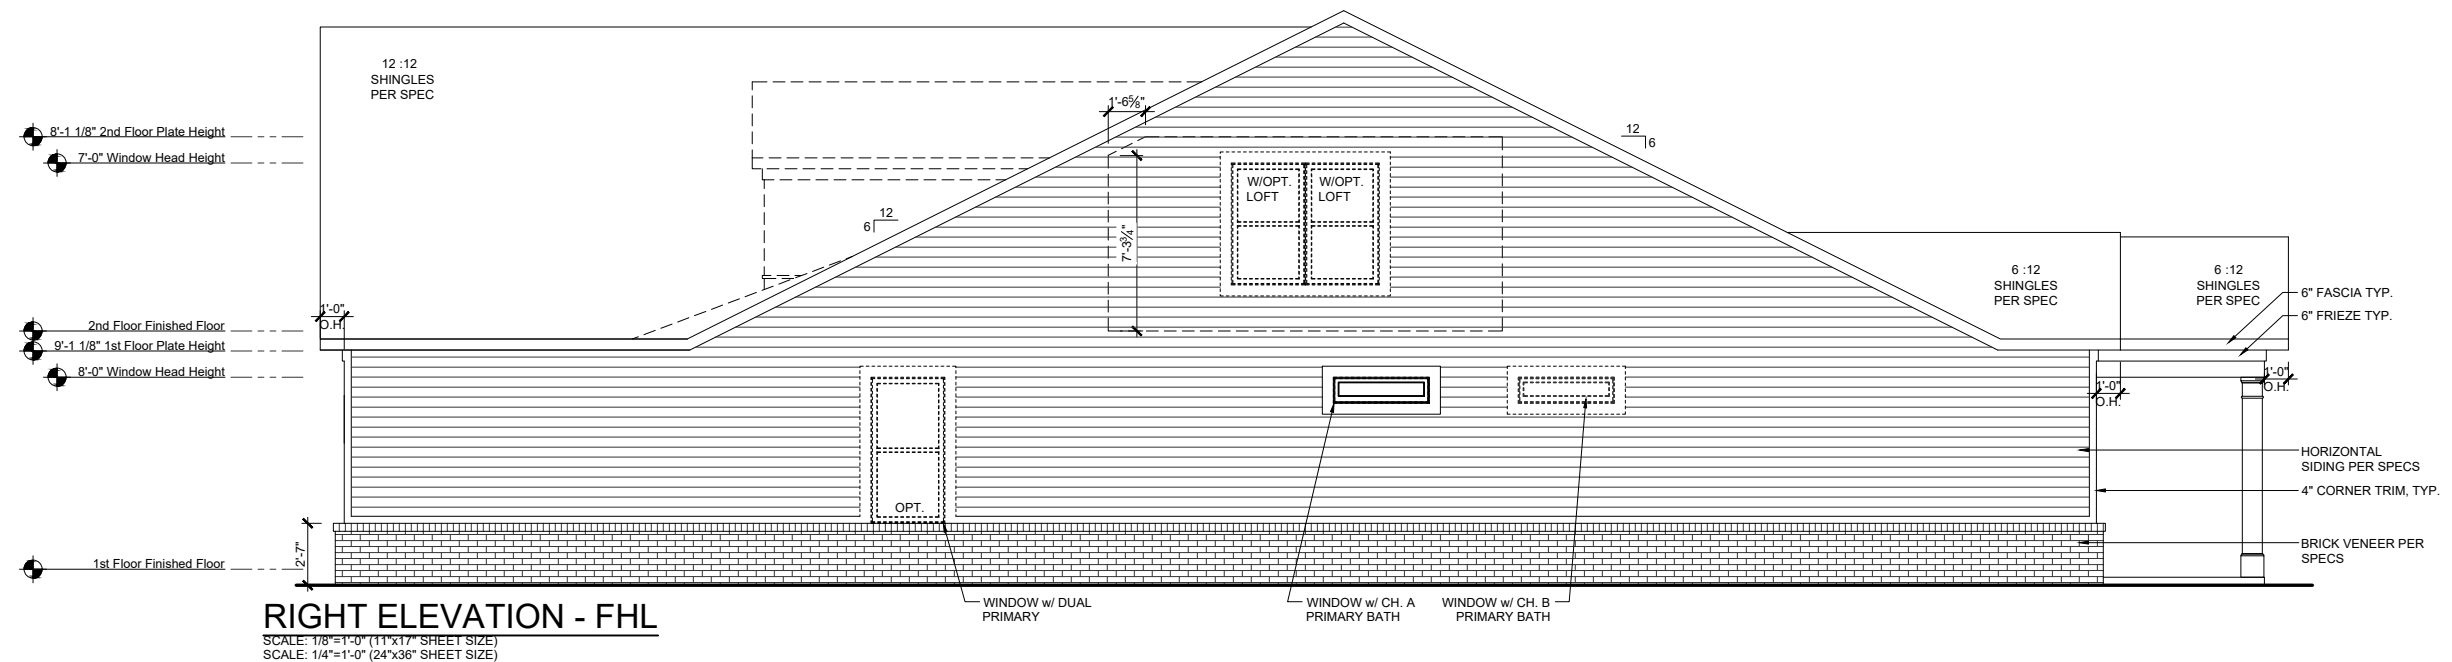 12 :12
SHINGLES
PER SPEC
1'-6⅝"
8'-1 1/8" 2nd Floor Plate Height
7'-0" Window Head Height
12
6
W/OPT.
LOFT
W/OPT.
LOFT
12
6
7'-3¾"
6 :12
SHINGLES
PER SPEC
6 :12
SHINGLES
PER SPEC
6" FASCIA TYP.
6" FRIEZE TYP.
1'-0"
O.H.
2nd Floor Finished Floor
9'-1 1/8" 1st Floor Plate Height
8'-0" Window Head Height
1'-0"
O.H.
1'-0"
O.H.
HORIZONTAL
SIDING PER SPECS
4" CORNER TRIM, TYP.
OPT.
2'-7"
1st Floor Finished Floor
BRICK VENEER PER
SPECS
WINDOW w/ DUAL
PRIMARY
WINDOW w/ CH. A
PRIMARY BATH
WINDOW w/ CH. B
PRIMARY BATH
RIGHT ELEVATION - FHL
SCALE: 1/8"=1'-0" (11"x17" SHEET SIZE)
SCALE: 1/4"=1'-0" (24"x36" SHEET SIZE)